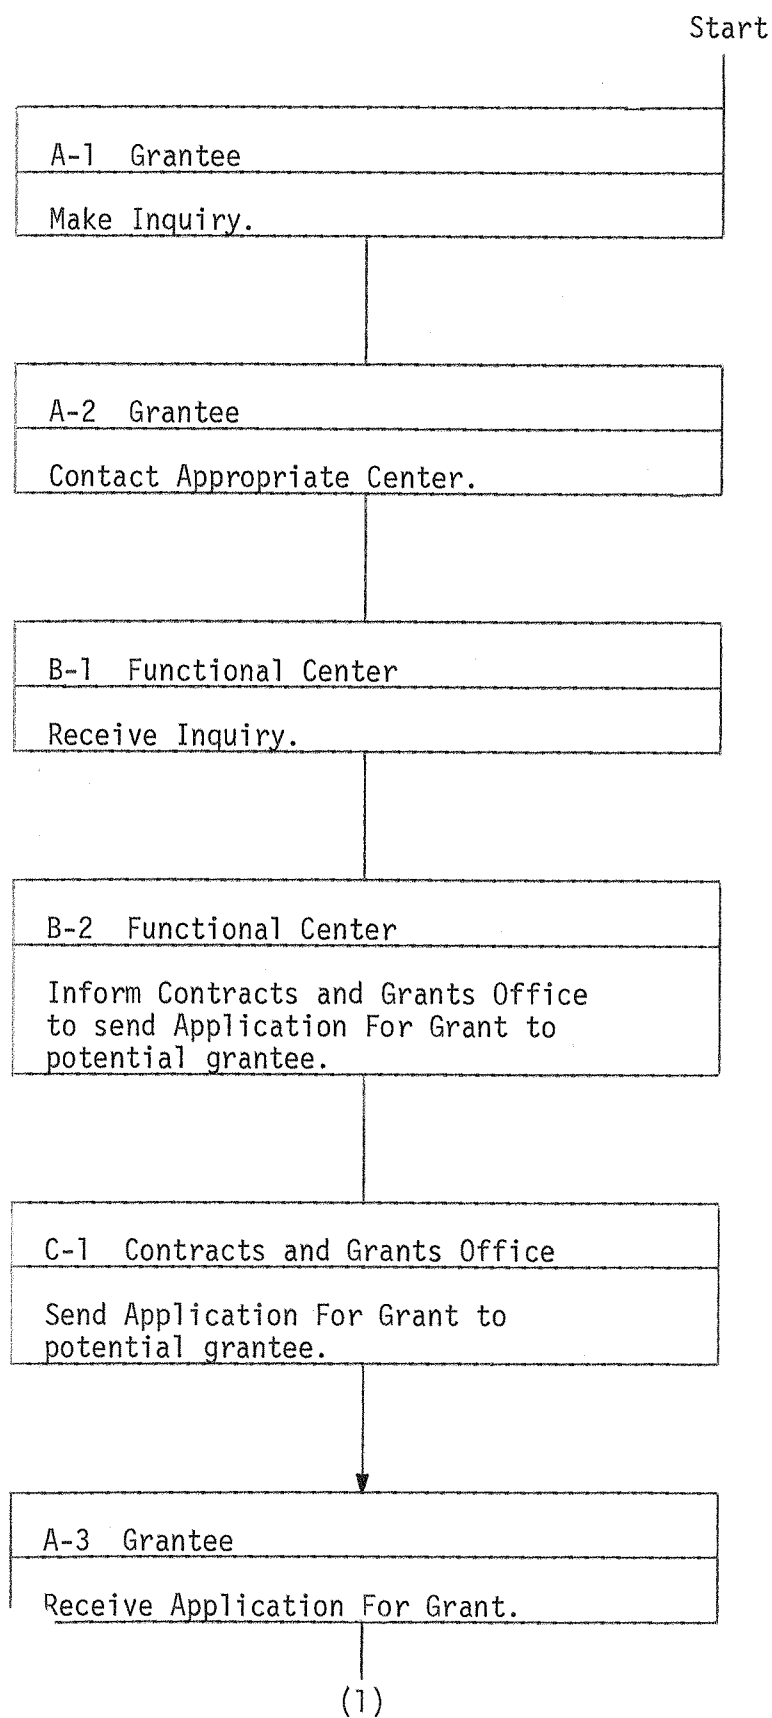 Start
A-1 Grantee
Make Inquiry.
A-2 Grantee
Contact Appropriate Center.
B-1 Functional Center
Receive Inquiry.
B-2 Functional Center
Inform Contracts and Grants Office
to send Application For Grant to
potential grantee.
C-1 Contracts and Grants Office
Send Application For Grant to
potential grantee.
A-3 Grantee
Receive Application For Grant.
(1)